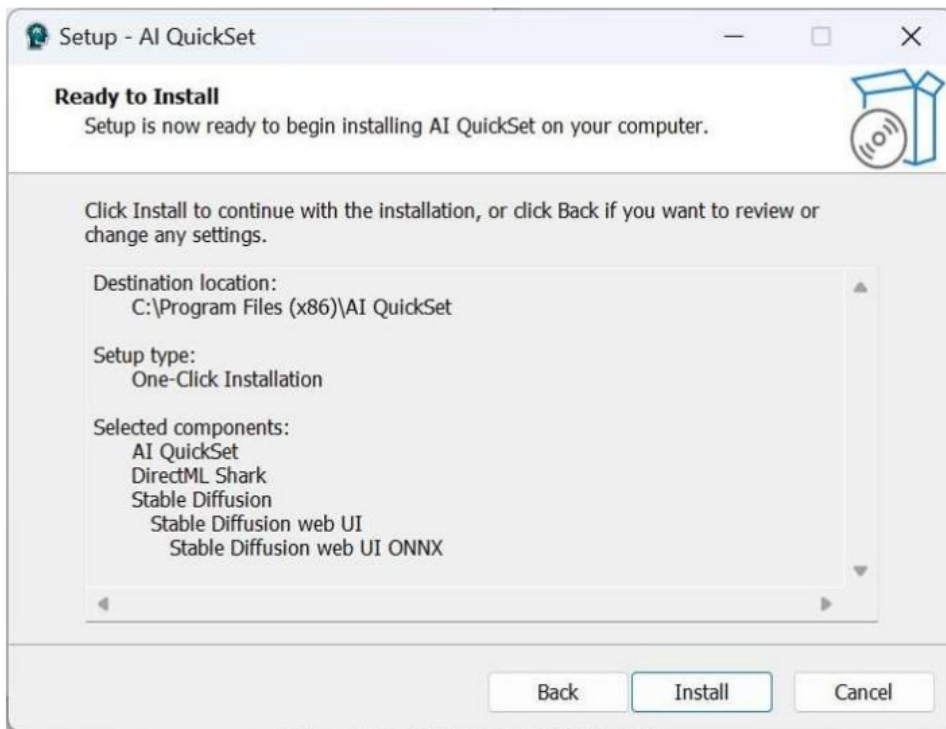 Setup - AI QuickSet
Ready to Install
Setup is now ready to begin installing AI QuickSet on your computer.
Click Install to continue with the installation, or click Back if you want to review or
change any settings.
Destination location:
C:\Program Files (x86)\AI QuickSet
Setup type:
One-Click Installation
Selected components:
AI QuickSet
DirectML Shark
Stable Diffusion
Stable Diffusion web UI
Stable Diffusion web UI ONNX
Back
Install
Cancel